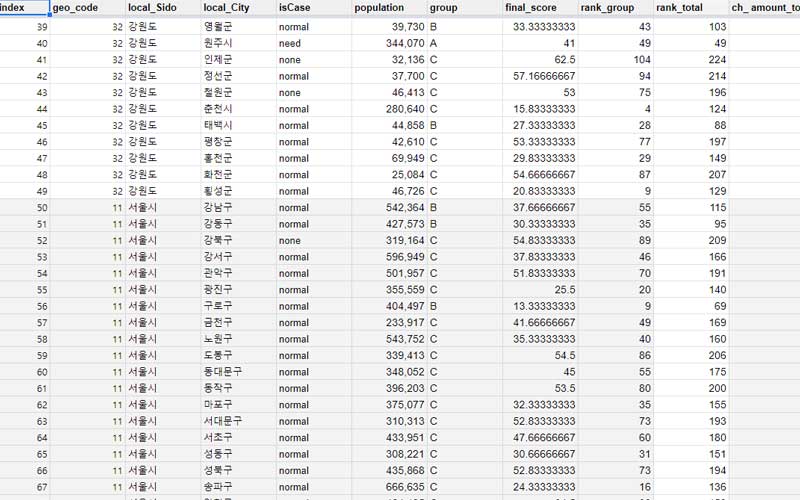 index geo_code local_Sido local_City isCase population group final_score rank_group rank_total ch_ amount_to
39 32 강원도 영월군 normal 39,730 B 33.33333333 43 103
40 32 강원도 원주시 need 344,070 A 41 49 49
41 32 강원도 인제군 none 32,136 C 62.5 104 224
42 32 강원도 정선군 normal 37,700 C 57.16666667 94 214
43 32 강원도 철원군 none 46,413 C 53 75 196
44 32 강원도 춘천시 normal 280,640 C 15.83333333 4 124
45 32 강원도 태백시 normal 44,858 B 27.33333333 28 88
46 32 강원도 평창군 normal 42,610 C 53.33333333 77 197
47 32 강원도 홍천군 normal 69,949 C 29.83333333 29 149
48 32 강원도 화천군 normal 25,084 C 54.66666667 87 207
49 32 강원도 횡성군 normal 46,726 C 20.83333333 9 129
50 11 서울시 강남구 normal 542,364 B 37.66666667 55 115
51 11 서울시 강동구 normal 427,573 B 30.33333333 35 95
52 11 서울시 강북구 none 319,164 C 54.83333333 89 209
53 11 서울시 강서구 normal 596,949 C 37.83333333 46 166
54 11 서울시 관악구 normal 501,957 C 51.83333333 70 191
55 11 서울시 광진구 normal 355,559 C 25.5 20 140
56 11 서울시 구로구 normal 404,497 B 13.33333333 9 69
57 11 서울시 금천구 normal 233,917 C 41.66666667 49 169
58 11 서울시 노원구 normal 543,752 C 35.33333333 40 160
59 11 서울시 도봉구 normal 339,413 C 54.5 86 206
60 11 서울시 동대문구 normal 348,052 C 45 55 175
61 11 서울시 동작구 normal 396,203 C 53.5 80 200
62 11 서울시 마포구 normal 375,077 C 32.33333333 35 155
63 11 서울시 서대문구 normal 310,313 C 52.83333333 73 193
64 11 서울시 서초구 normal 433,951 C 47.66666667 60 180
65 11 서울시 성동구 normal 308,221 C 30.66666667 31 151
66 11 서울시 성북구 normal 435,868 C 52.83333333 73 194
67 11 서울시 송파구 normal 666,635 C 24.33333333 16 136